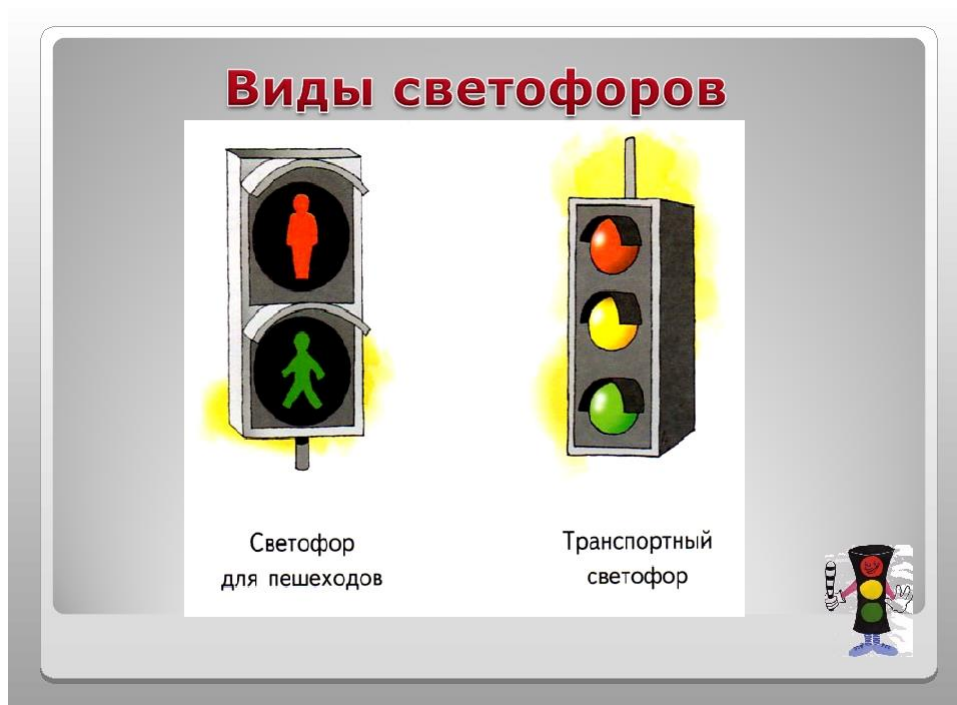 Виды светофоров
Светофор
для пешеходов
Транспортный
светофор